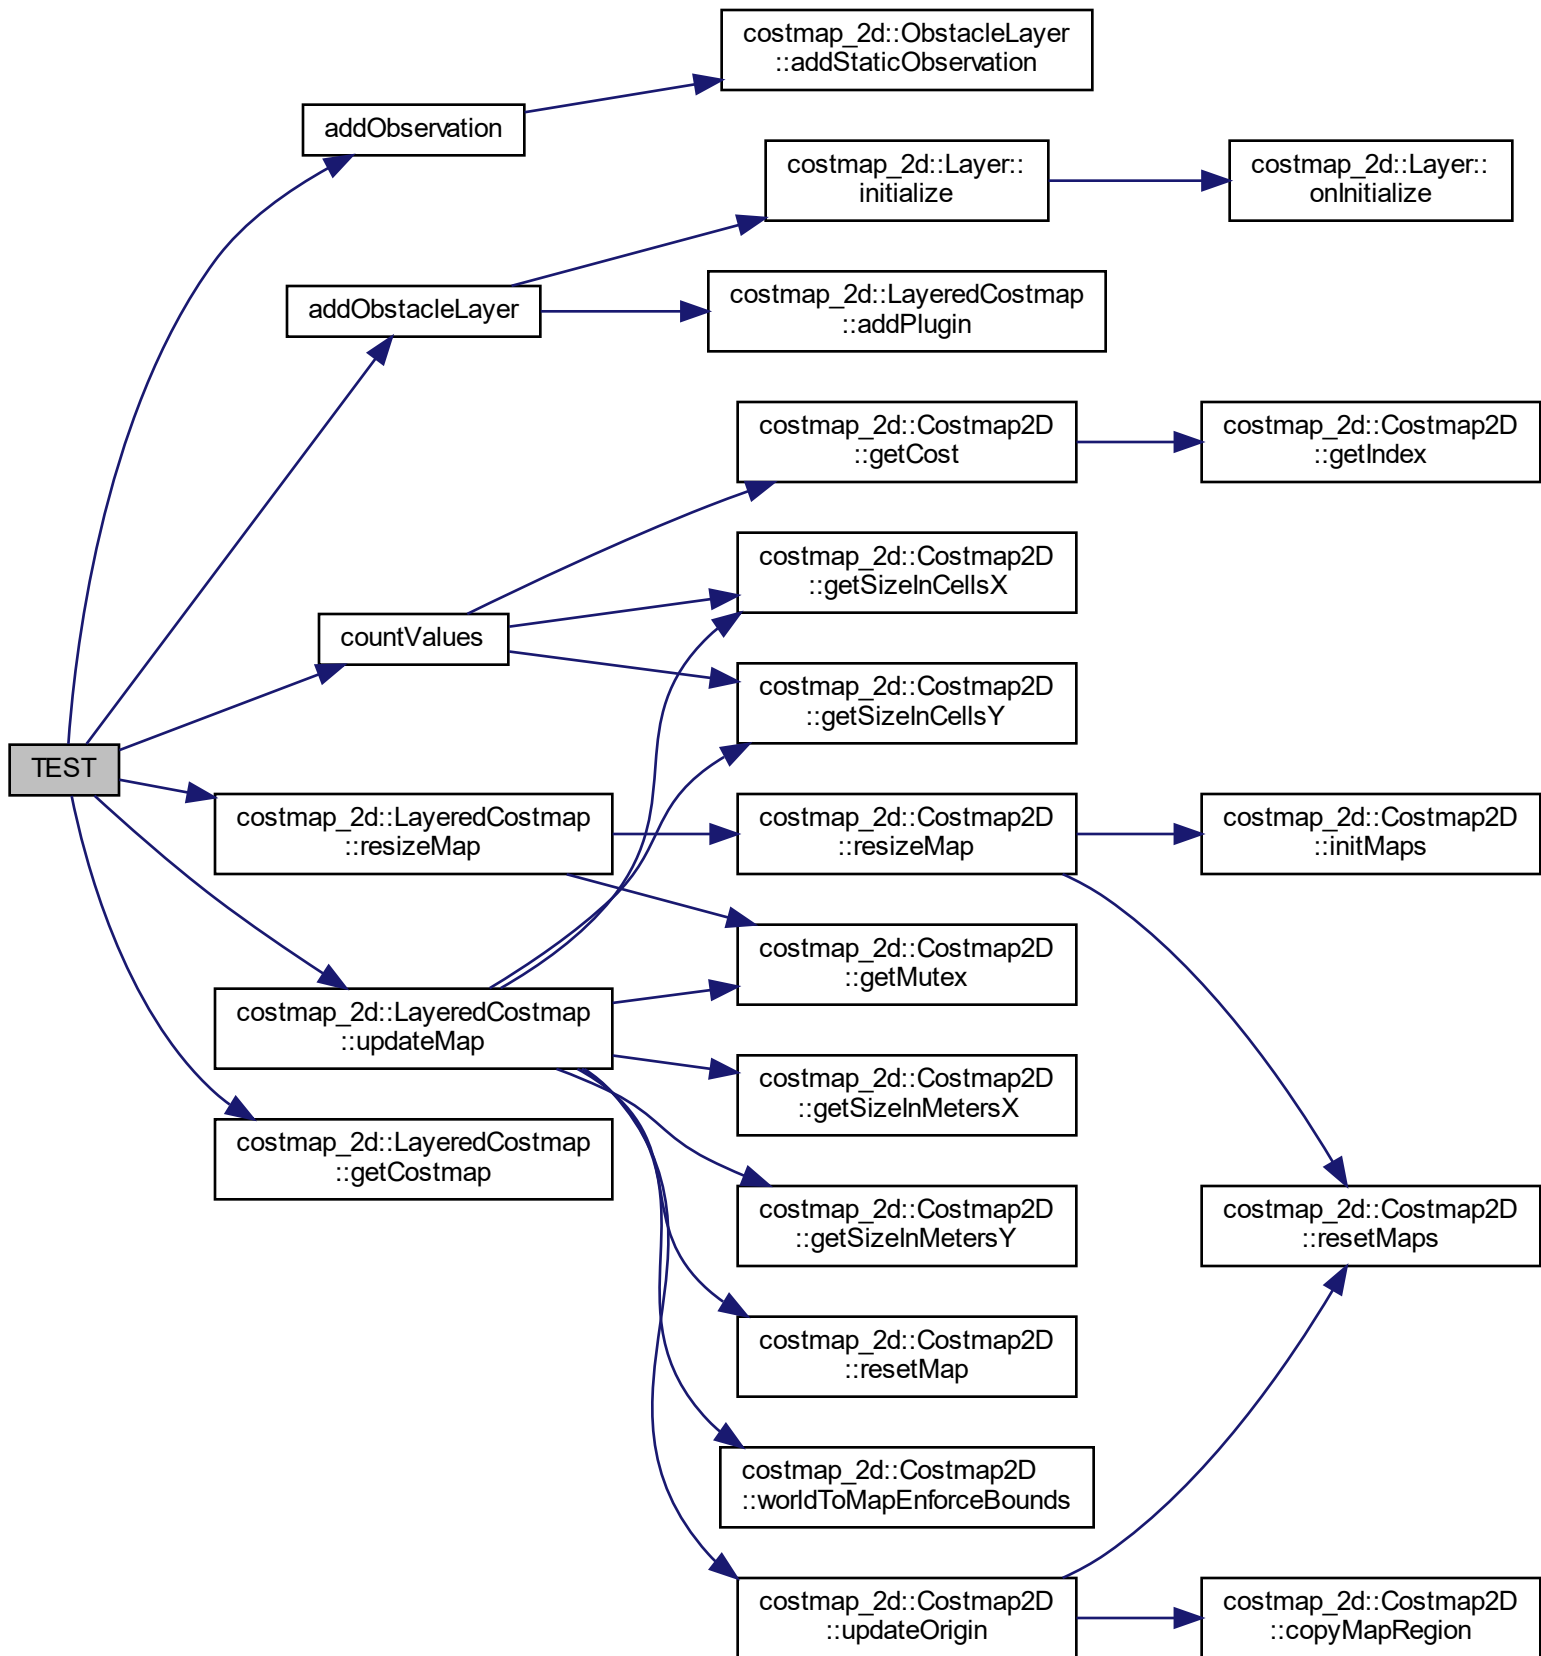 costmap_2d::ObstacleLayer
::addStaticObservation
addObservation
costmap_2d::Layer::
initialize
costmap_2d::Layer::
onInitialize
addObstacleLayer
costmap_2d::LayeredCostmap
::addPlugin
costmap_2d::Costmap2D
::getCost
costmap_2d::Costmap2D
::getIndex
costmap_2d::Costmap2D
::getSizeInCellsX
countValues
costmap_2d::Costmap2D
::getSizeInCellsY
TEST
costmap_2d::LayeredCostmap
::resizeMap
costmap_2d::Costmap2D
::resizeMap
costmap_2d::Costmap2D
::initMaps
costmap_2d::Costmap2D
::getMutex
costmap_2d::LayeredCostmap
::updateMap
costmap_2d::Costmap2D
::getSizeInMetersX
costmap_2d::LayeredCostmap
::getCostmap
costmap_2d::Costmap2D
::getSizeInMetersY
costmap_2d::Costmap2D
::resetMaps
costmap_2d::Costmap2D
::resetMap
costmap_2d::Costmap2D
::worldToMapEnforceBounds
costmap_2d::Costmap2D
::updateOrigin
costmap_2d::Costmap2D
::copyMapRegion